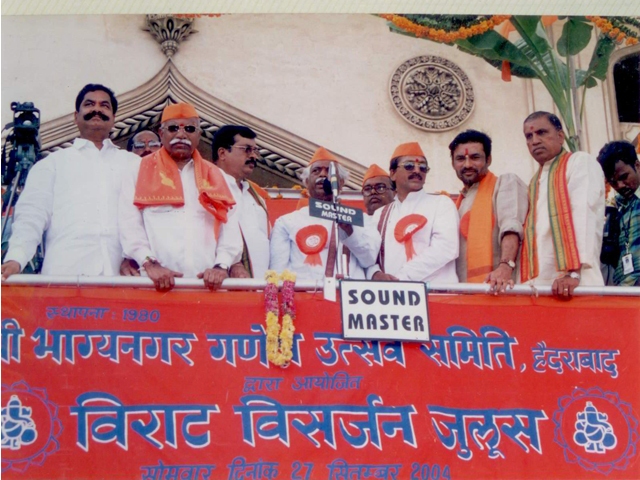 SOUND
MASTER
SOUND
MASTER
स्थापना: 1980
श्री भाग्यनगर गणेश उत्सव समिति, हैदराबाद
द्वारा आयोजित
विराट विसर्जन जुलूस
सोमवार दिनांक 27 सितम्बर 2004